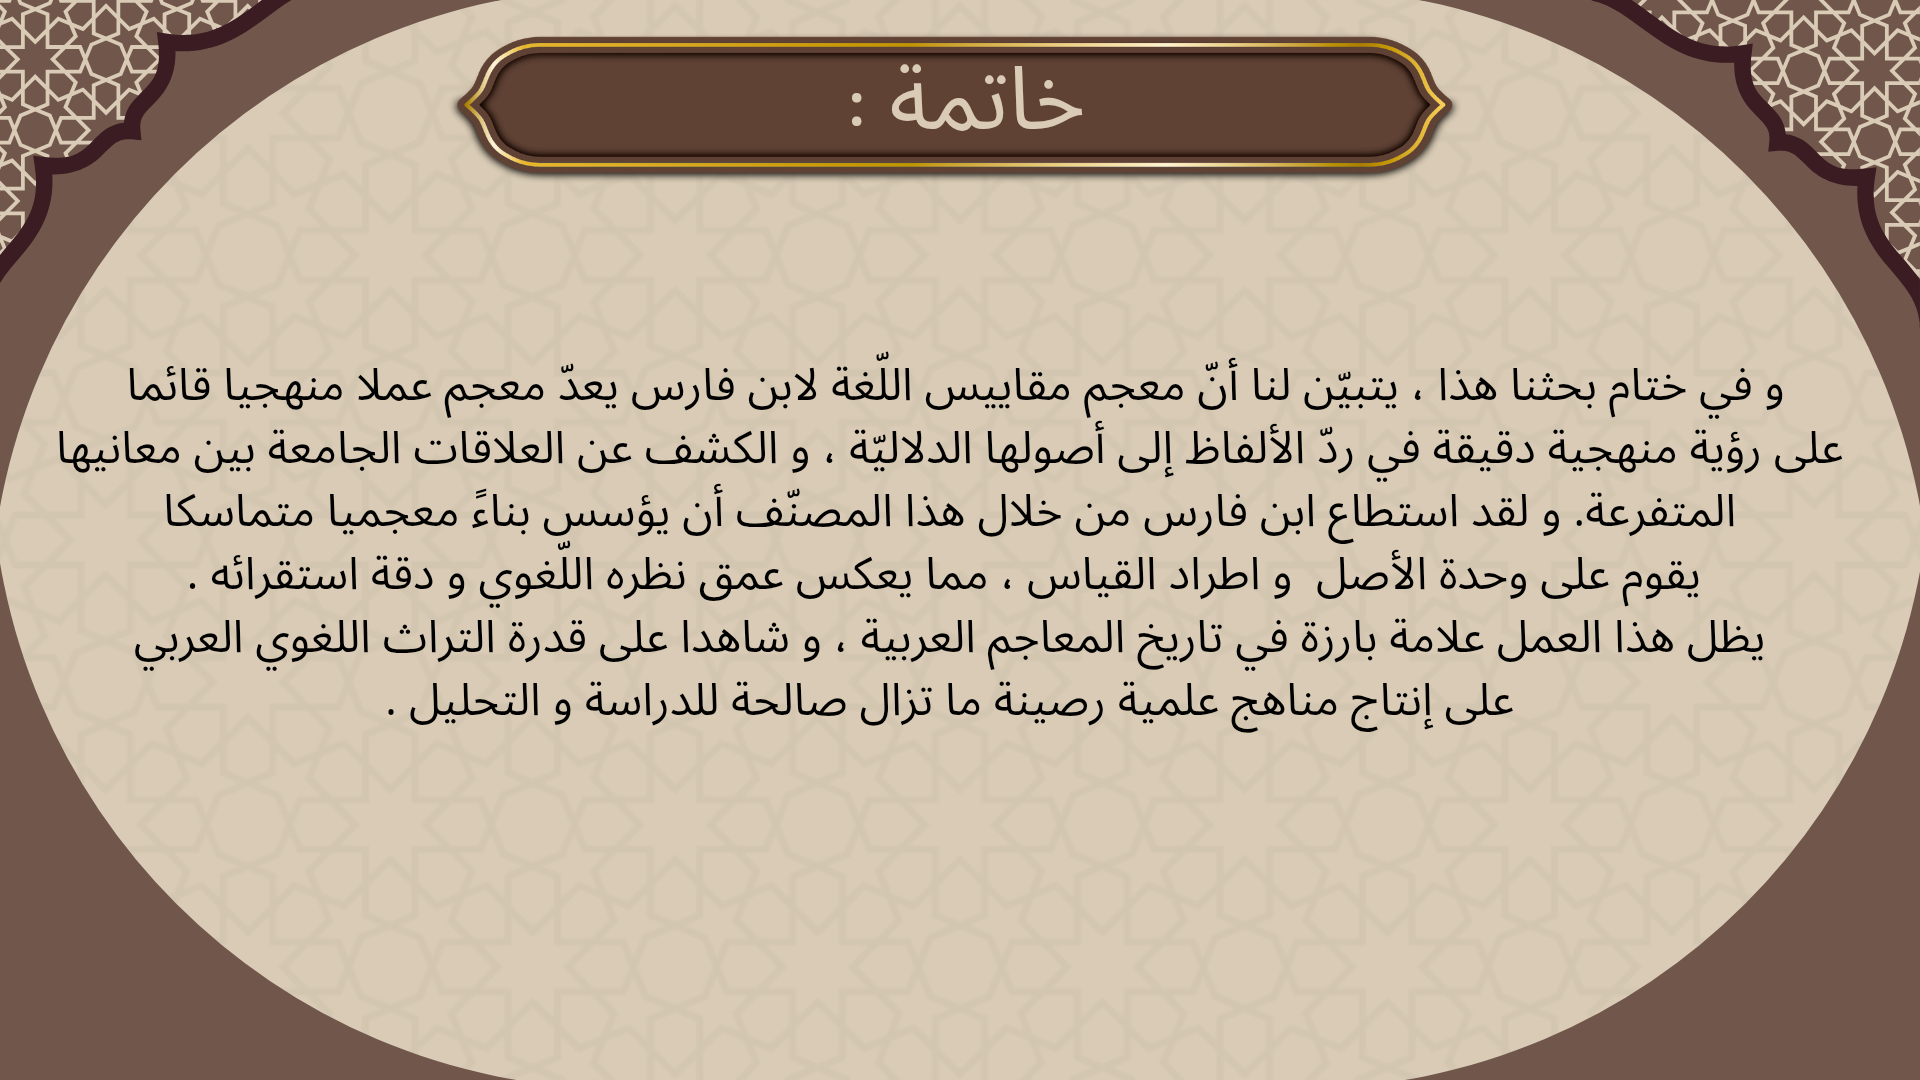 خاتمة :
و في ختام بحثنا هذا ، يتبيّن لنا أنّ معجم مقاييس اللّغة لابن فارس يعدّ معجم عملا منهجيا قائما
على رؤية منهجية دقيقة في ردّ الألفاظ إلى أصولها الدلاليّة ، و الكشف عن العلاقات الجامعة بين معانيها
المتفرعة. و لقد استطاع ابن فارس من خلال هذا المصنّف أن يؤسس بناءً معجميا متماسكا
يقوم على وحدة الأصل و اطراد القياس ، مما يعكس عمق نظره اللّغوي و دقة استقرائه .
يظل هذا العمل علامة بارزة في تاريخ المعاجم العربية ، و شاهدا على قدرة التراث اللغوي العربي
على إنتاج مناهج علمية رصينة ما تزال صالحة للدراسة و التحليل .